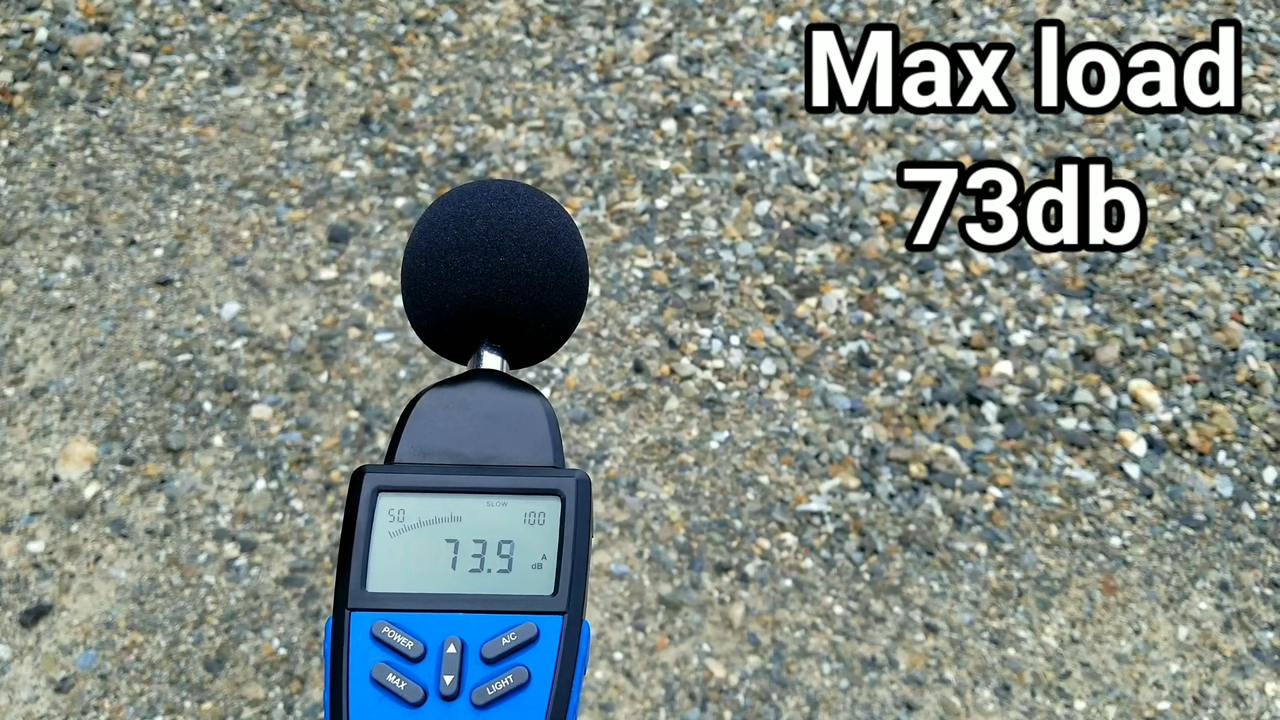 Max load
73db
SLOW
50
100
73.9
A
dB
POWER
A/C
MAX
LIGHT